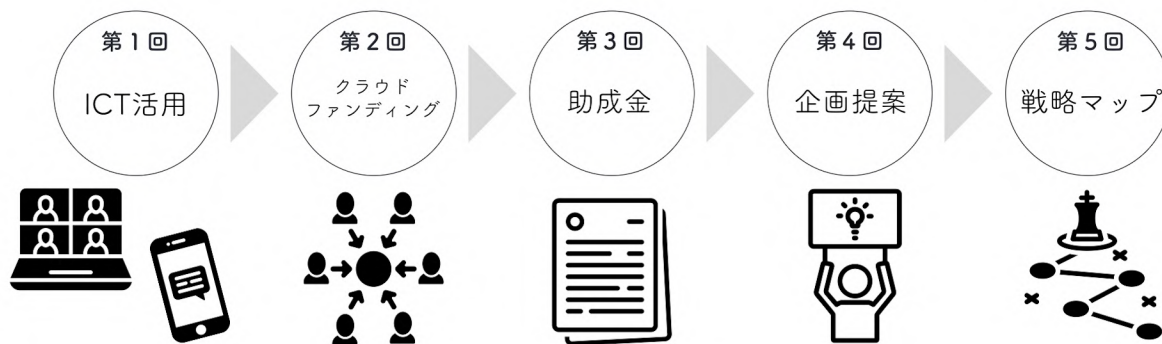 第1回
ICT活用
第2回
クラウド
ファンディング
第3回
助成金
第4回
企画提案
第5回
戦略マップ